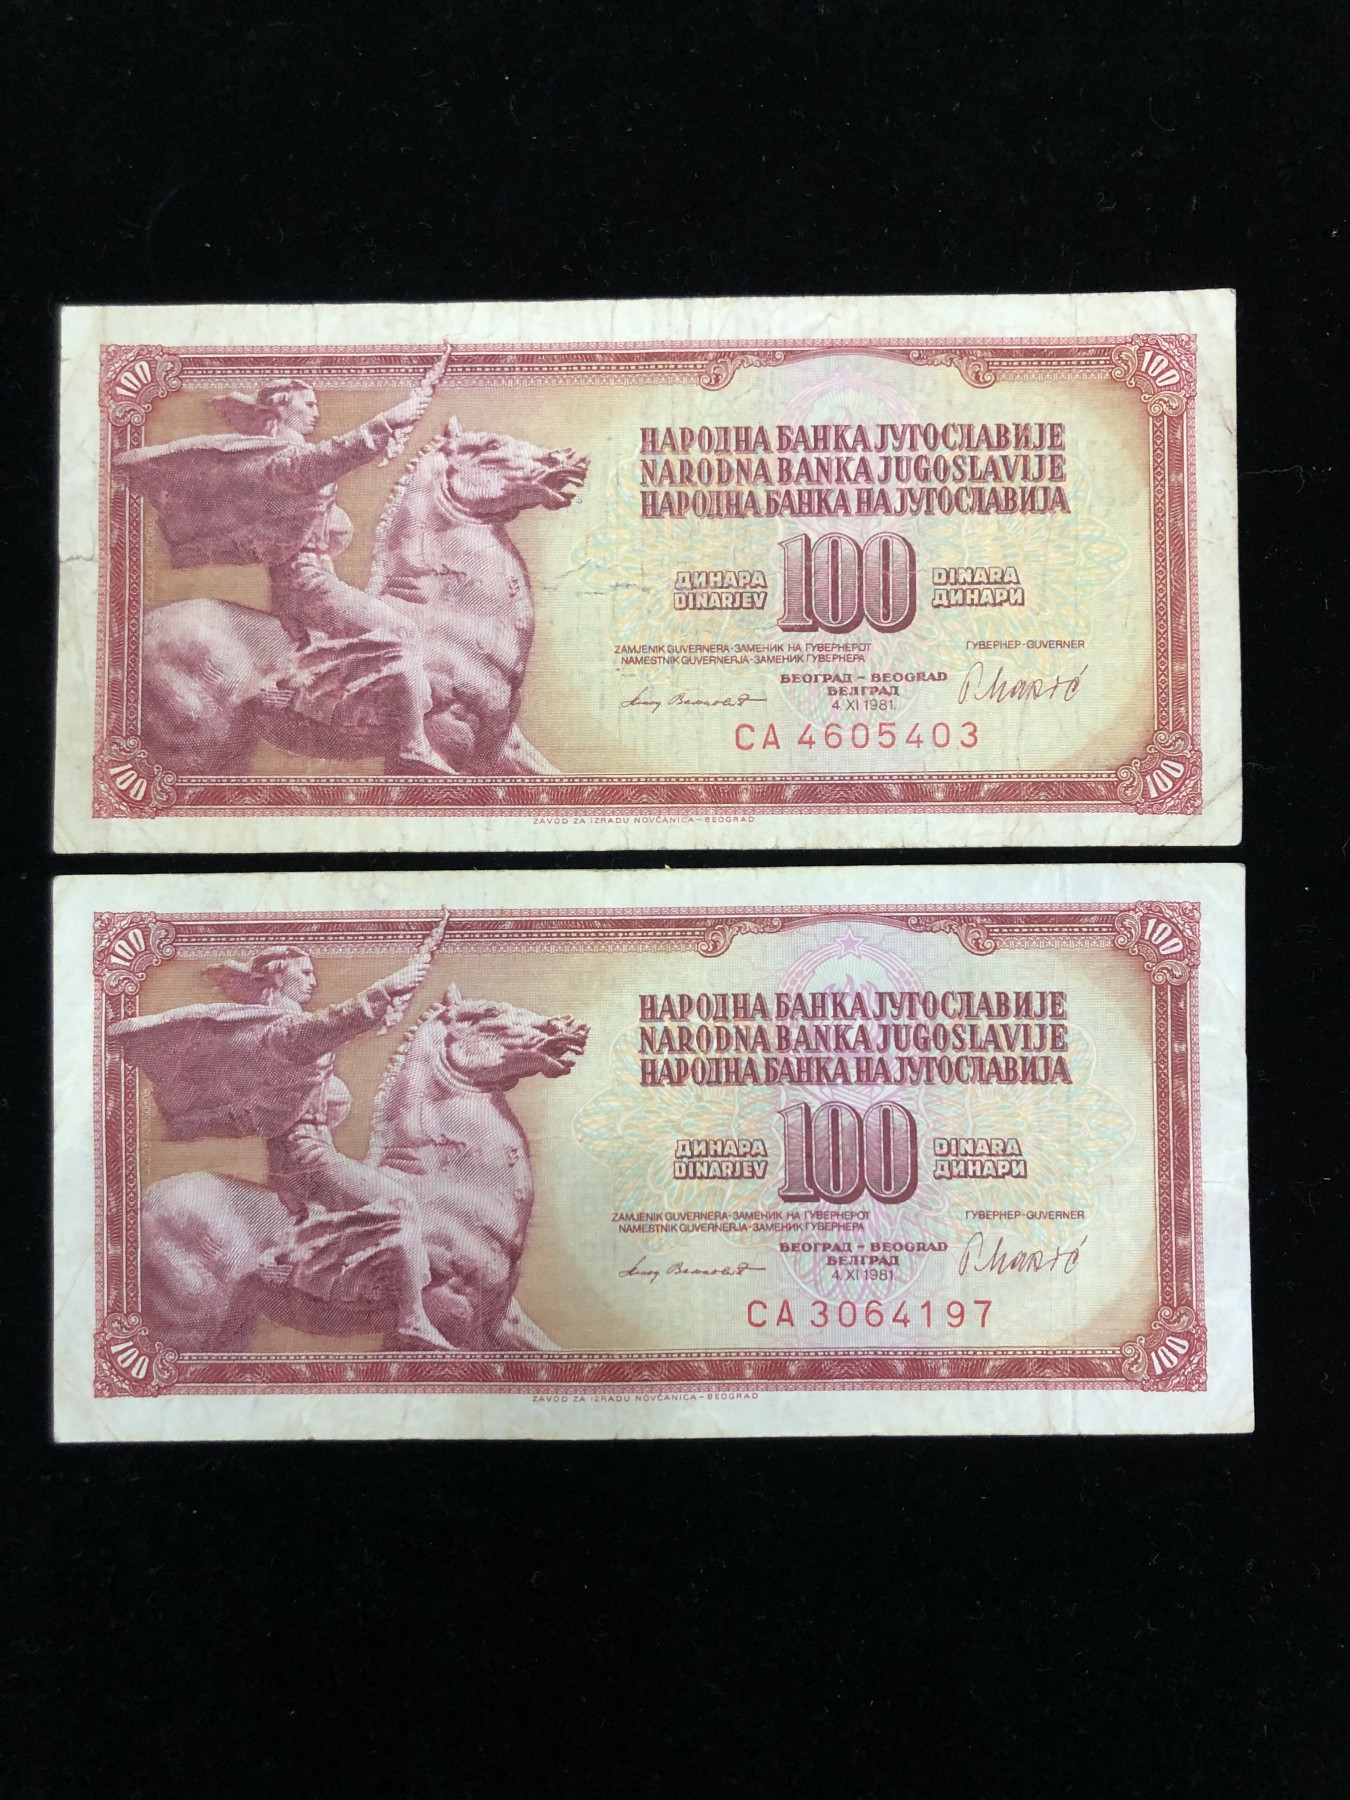 100 100
НАРОДНА БАНКА ЈУГОСЛАВИЈЕ
NARODNA BANKA JUGOSLAVIJE
НАРОДНА БАНКА НА ЈУГОСЛАВИЈА
ДИНАРА 100 DINARA
DINARJEV ДИНАРИ
ZAMJENIK GUVERNERA-ЗАМЕНИК НА ГУВЕРНЕРОТ ГУВЕРНЕР-GUVERNER
NAMESTNIK GUVERNERJA-ЗАМЕНИК ГУВЕРНЕРА
БЕОГРАД - BEOGRAD
БЕЛГРАД
4. XI 1981.
CA 4605403
100 100
ZAVOD ZA IZRADU NOVČANICA-BEOGRAD
100 100
НАРОДНА БАНКА ЈУГОСЛАВИЈЕ
NARODNA BANKA JUGOSLAVIJE
НАРОДНА БАНКА НА ЈУГОСЛАВИЈА
ДИНАРА 100 DINARA
DINARJEV ДИНАРИ
ZAMJENIK GUVERNERA-ЗАМЕНИК НА ГУВЕРНЕРОТ ГУВЕРНЕР-GUVERNER
NAMESTNIK GUVERNERJA-ЗАМЕНИК ГУВЕРНЕРА
БЕОГРАД - BEOGRAD
БЕЛГРАД
4. XI 1981.
CA 3064197
100 100
ZAVOD ZA IZRADU NOVČANICA-BEOGRAD